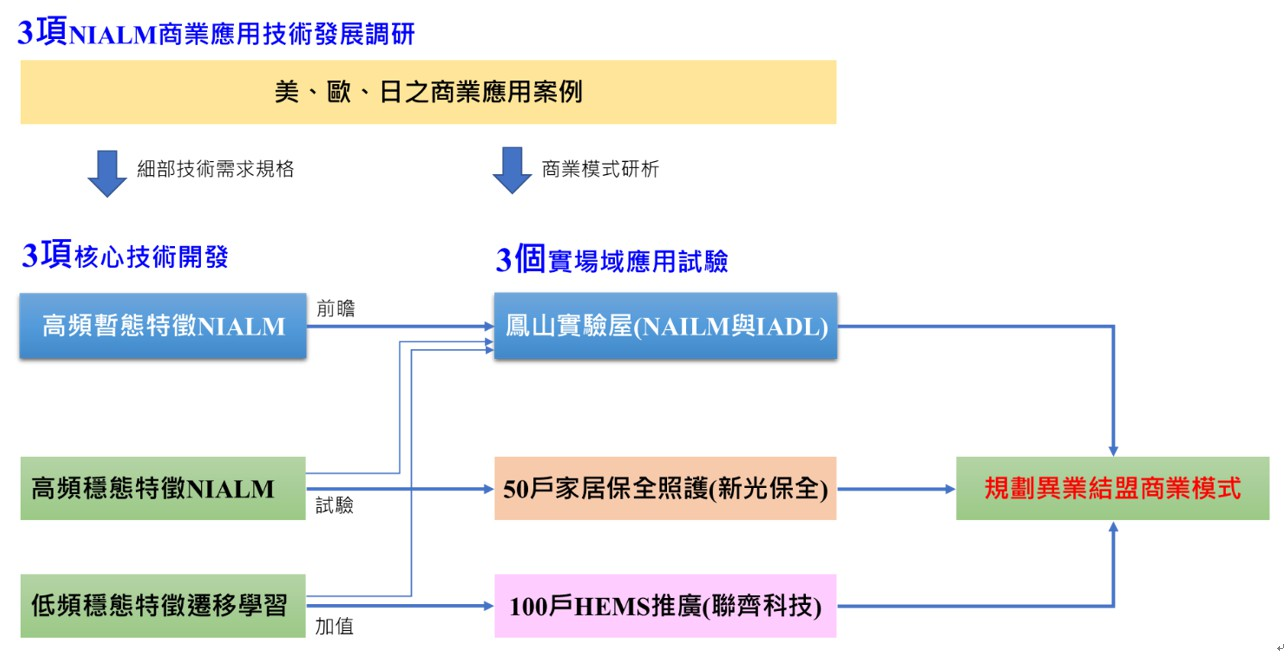 3項NIALM商業應用技術發展調研
美、歐、日之商業應用案例
細部技術需求規格
商業模式研析
3項核心技術開發
3個實場域應用試驗
高頻暫態特徵NIALM
前瞻
鳳山實驗屋(NAILM與IADL)
高頻穩態特徵NIALM
試驗
50戶家居保全照護(新光保全)
規劃異業結盟商業模式
低頻穩態特徵遷移學習
加值
100戶HEMS推廣(聯齊科技)